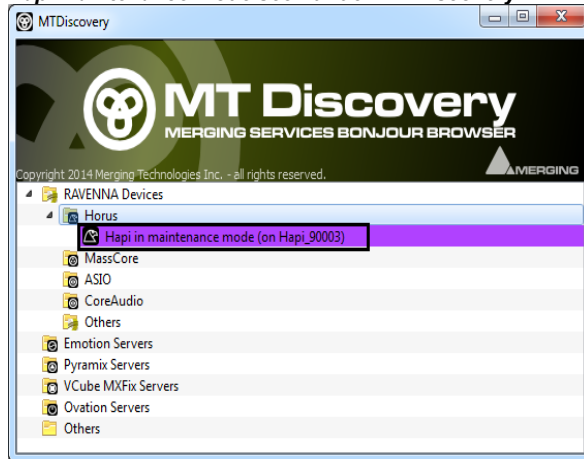 MTDiscovery
MT Discovery
MERGING SERVICES BONJOUR BROWSER
Copyright 2014 Merging Technologies Inc. - all rights reserved.
MERGING
RAVENNA Devices
Horus
Hapi in maintenance mode (on Hapi_90003)
MassCore
ASIO
CoreAudio
Others
Emotion Servers
Pyramix Servers
VCube MXFix Servers
Ovation Servers
Others